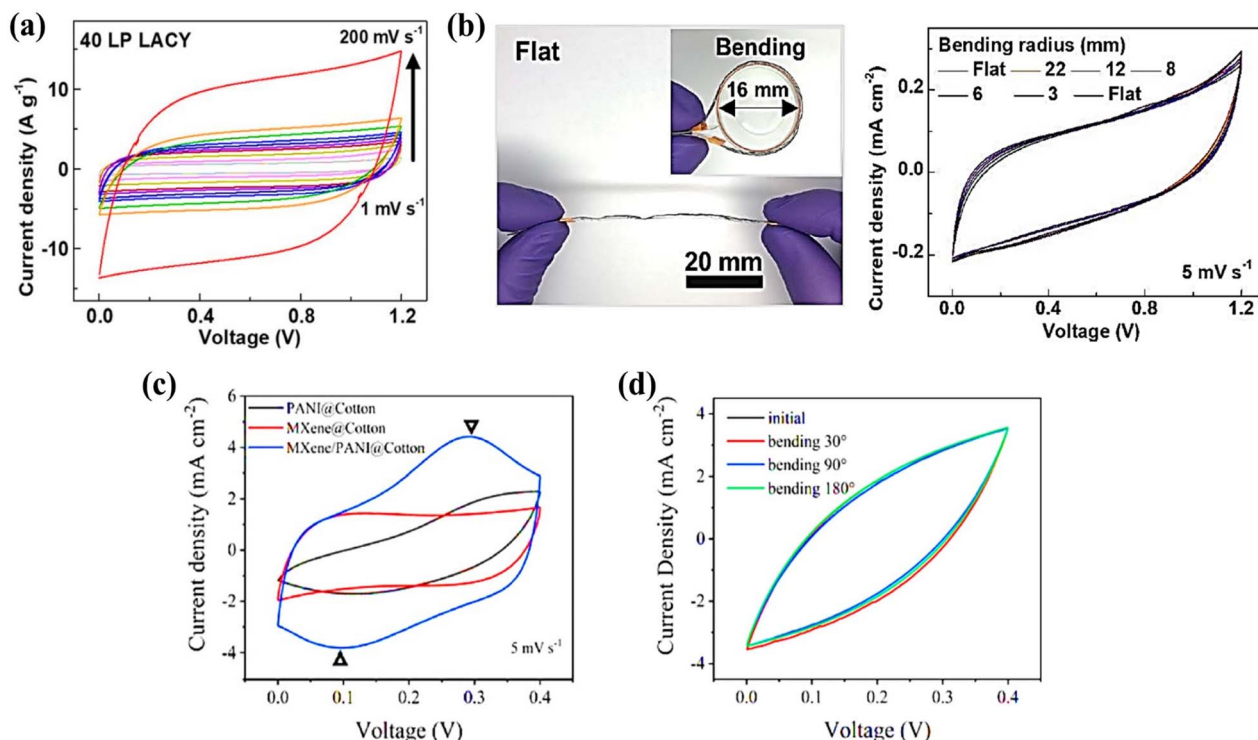 (a)
40 LP LACY
200 mV s⁻¹
1 mV s⁻¹
Current density (A g⁻¹)
10
0
-10
0.0 0.4 0.8 1.2
Voltage (V)
(b)
Flat
Bending
16 mm
20 mm
Bending radius (mm)
Flat 22 12 8
6 3 Flat
Current density (mA cm⁻²)
0.2
0.0
-0.2
5 mV s⁻¹
0.0 0.4 0.8 1.2
Voltage (V)
(c)
PANI@Cotton
MXene@Cotton
MXene/PANI@Cotton
Current density (mA cm⁻²)
6
4
2
0
-2
-4
5 mV s⁻¹
0.0 0.1 0.2 0.3 0.4
Voltage (V)
(d)
initial
bending 30°
bending 90°
bending 180°
Current Density (mA cm⁻²)
4
2
0
-2
-4
0.0 0.1 0.2 0.3 0.4
Voltage (V)